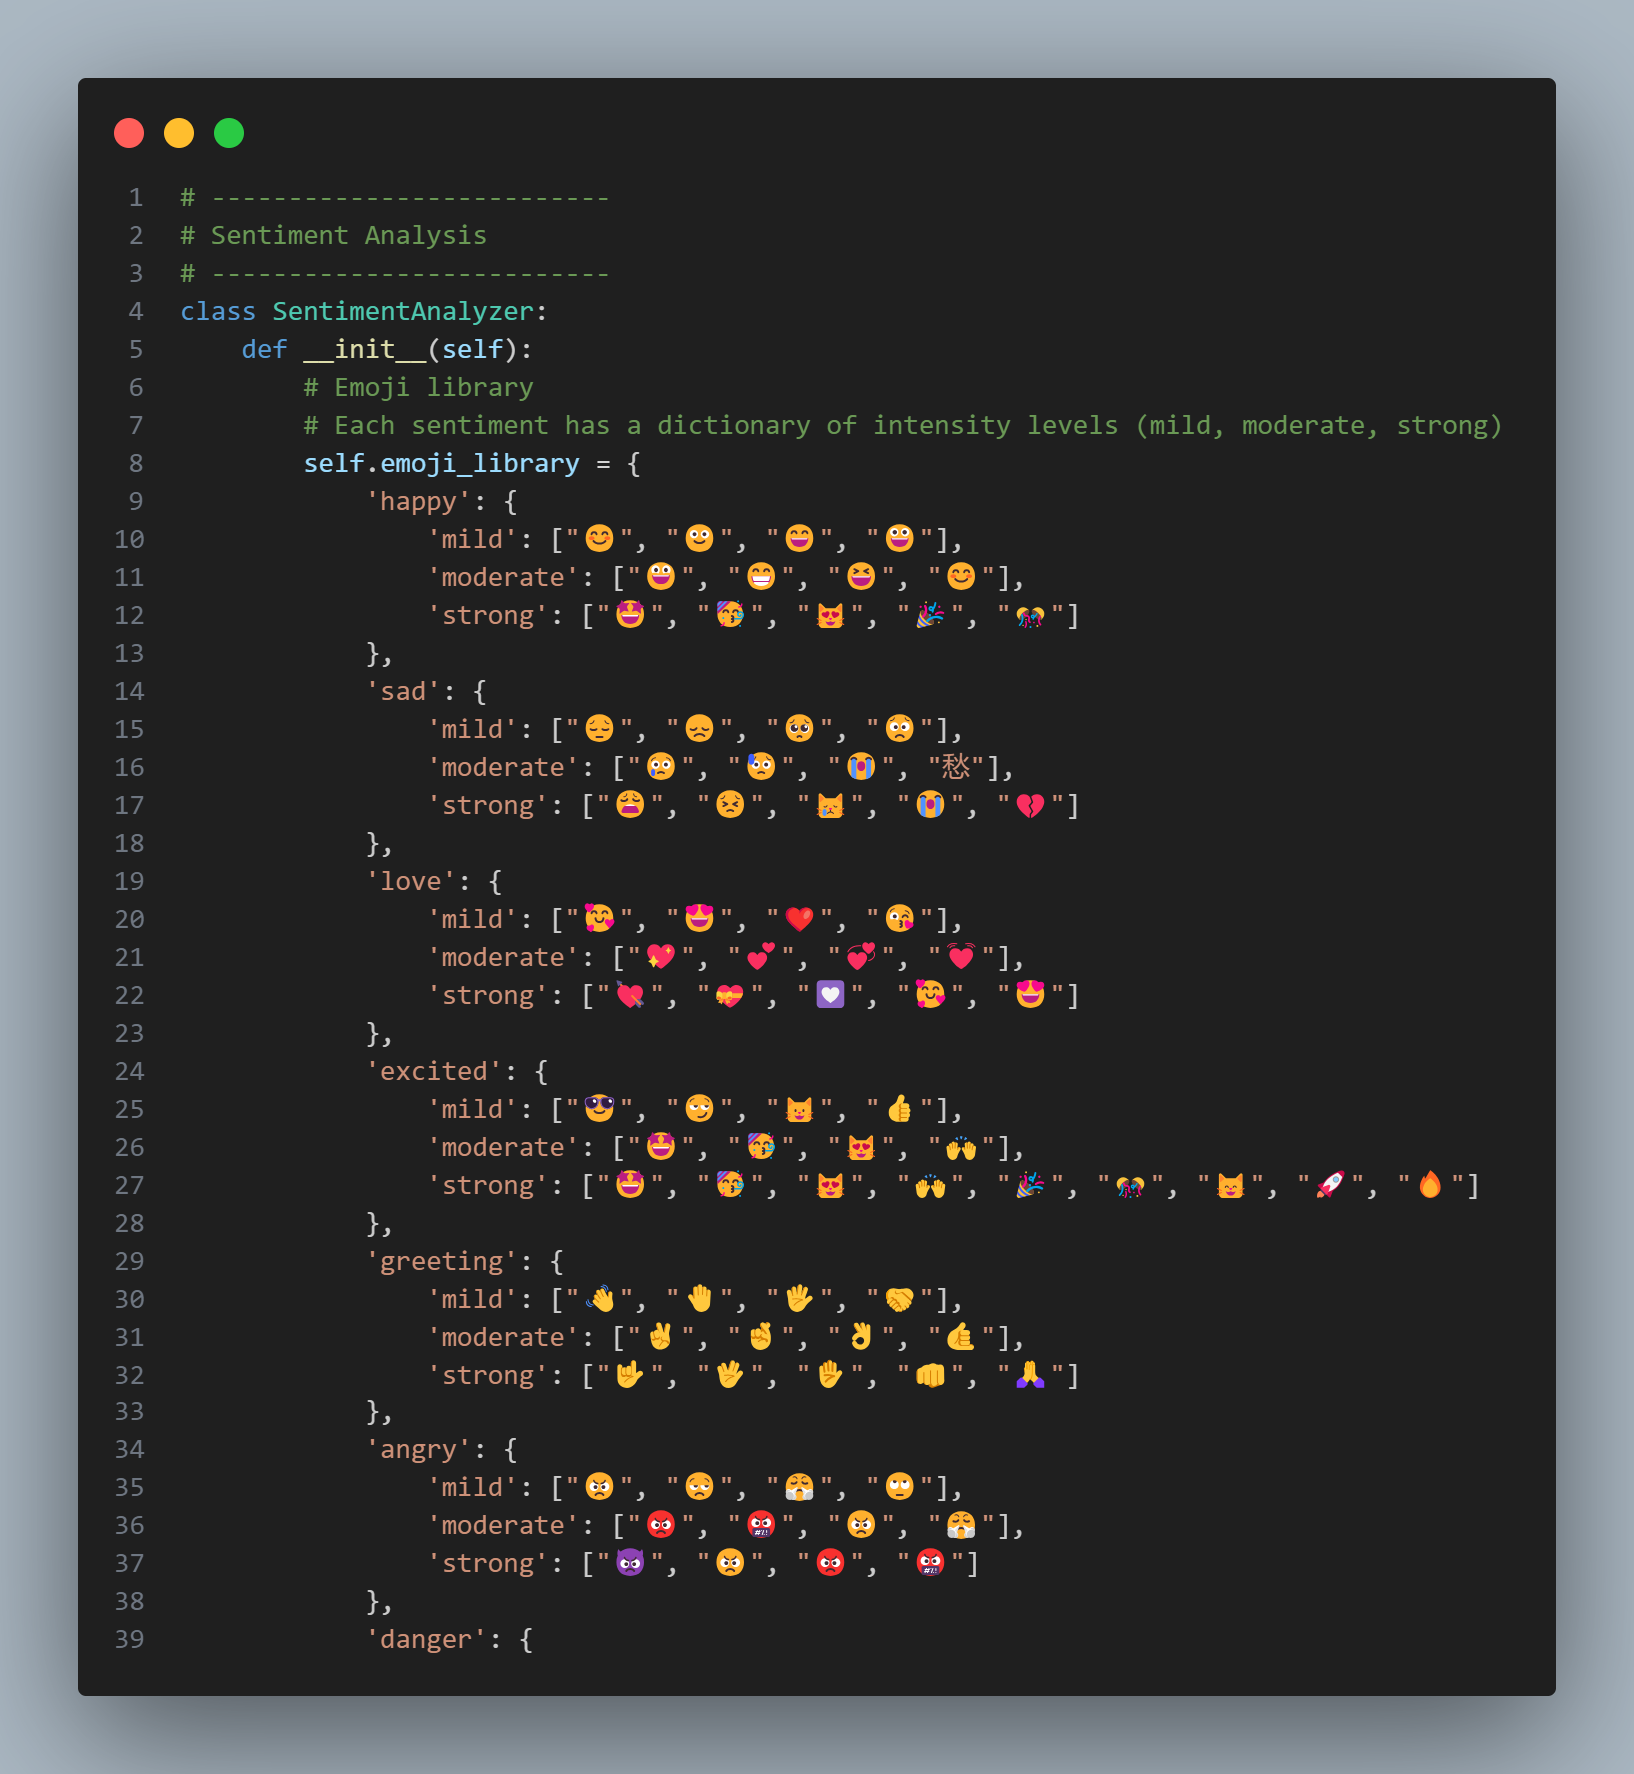 1 # --------------------------
2 # Sentiment Analysis
3 # --------------------------
4 class SentimentAnalyzer:
5     def __init__(self):
6         # Emoji library
7         # Each sentiment has a dictionary of intensity levels (mild, moderate, strong)
8         self.emoji_library = {
9             'happy': {
10                 'mild': ["😊", "🙂", "😄", "😃"],
11                 'moderate': ["😃", "😁", "😆", "😊"],
12                 'strong': ["🤩", "🥳", "😻", "🎉", "🎊"]
13             },
14             'sad': {
15                 'mild': ["😔", "😞", "🥺", "😟"],
16                 'moderate': ["😢", "😓", "😭", "愁"],
17                 'strong': ["😩", "😣", "😿", "😭", "💔"]
18             },
19             'love': {
20                 'mild': ["🥰", "😍", "❤️", "😘"],
21                 'moderate': ["💖", "💕", "💞", "💓"],
22                 'strong': ["💘", "💝", "💟", "🥰", "😍"]
23             },
24             'excited': {
25                 'mild': ["😎", "😏", "😺", "👍"],
26                 'moderate': ["🤩", "🥳", "😻", "🙌"],
27                 'strong': ["🤩", "🥳", "😻", "🙌", "🎉", "🎊", "😸", "🚀", "🔥"]
28             },
29             'greeting': {
30                 'mild': ["👋", "🤚", "🖐", "🤝"],
31                 'moderate': ["✌", "🤞", "👌", "🤙"],
32                 'strong': ["🤟", "🖖", "✋", "👊", "🙏"]
33             },
34             'angry': {
35                 'mild': ["😠", "😒", "😤", "🙄"],
36                 'moderate': ["😡", "🤬", "😠", "😤"],
37                 'strong': ["👿", "😠", "😡", "🤬"]
38             },
39             'danger': {